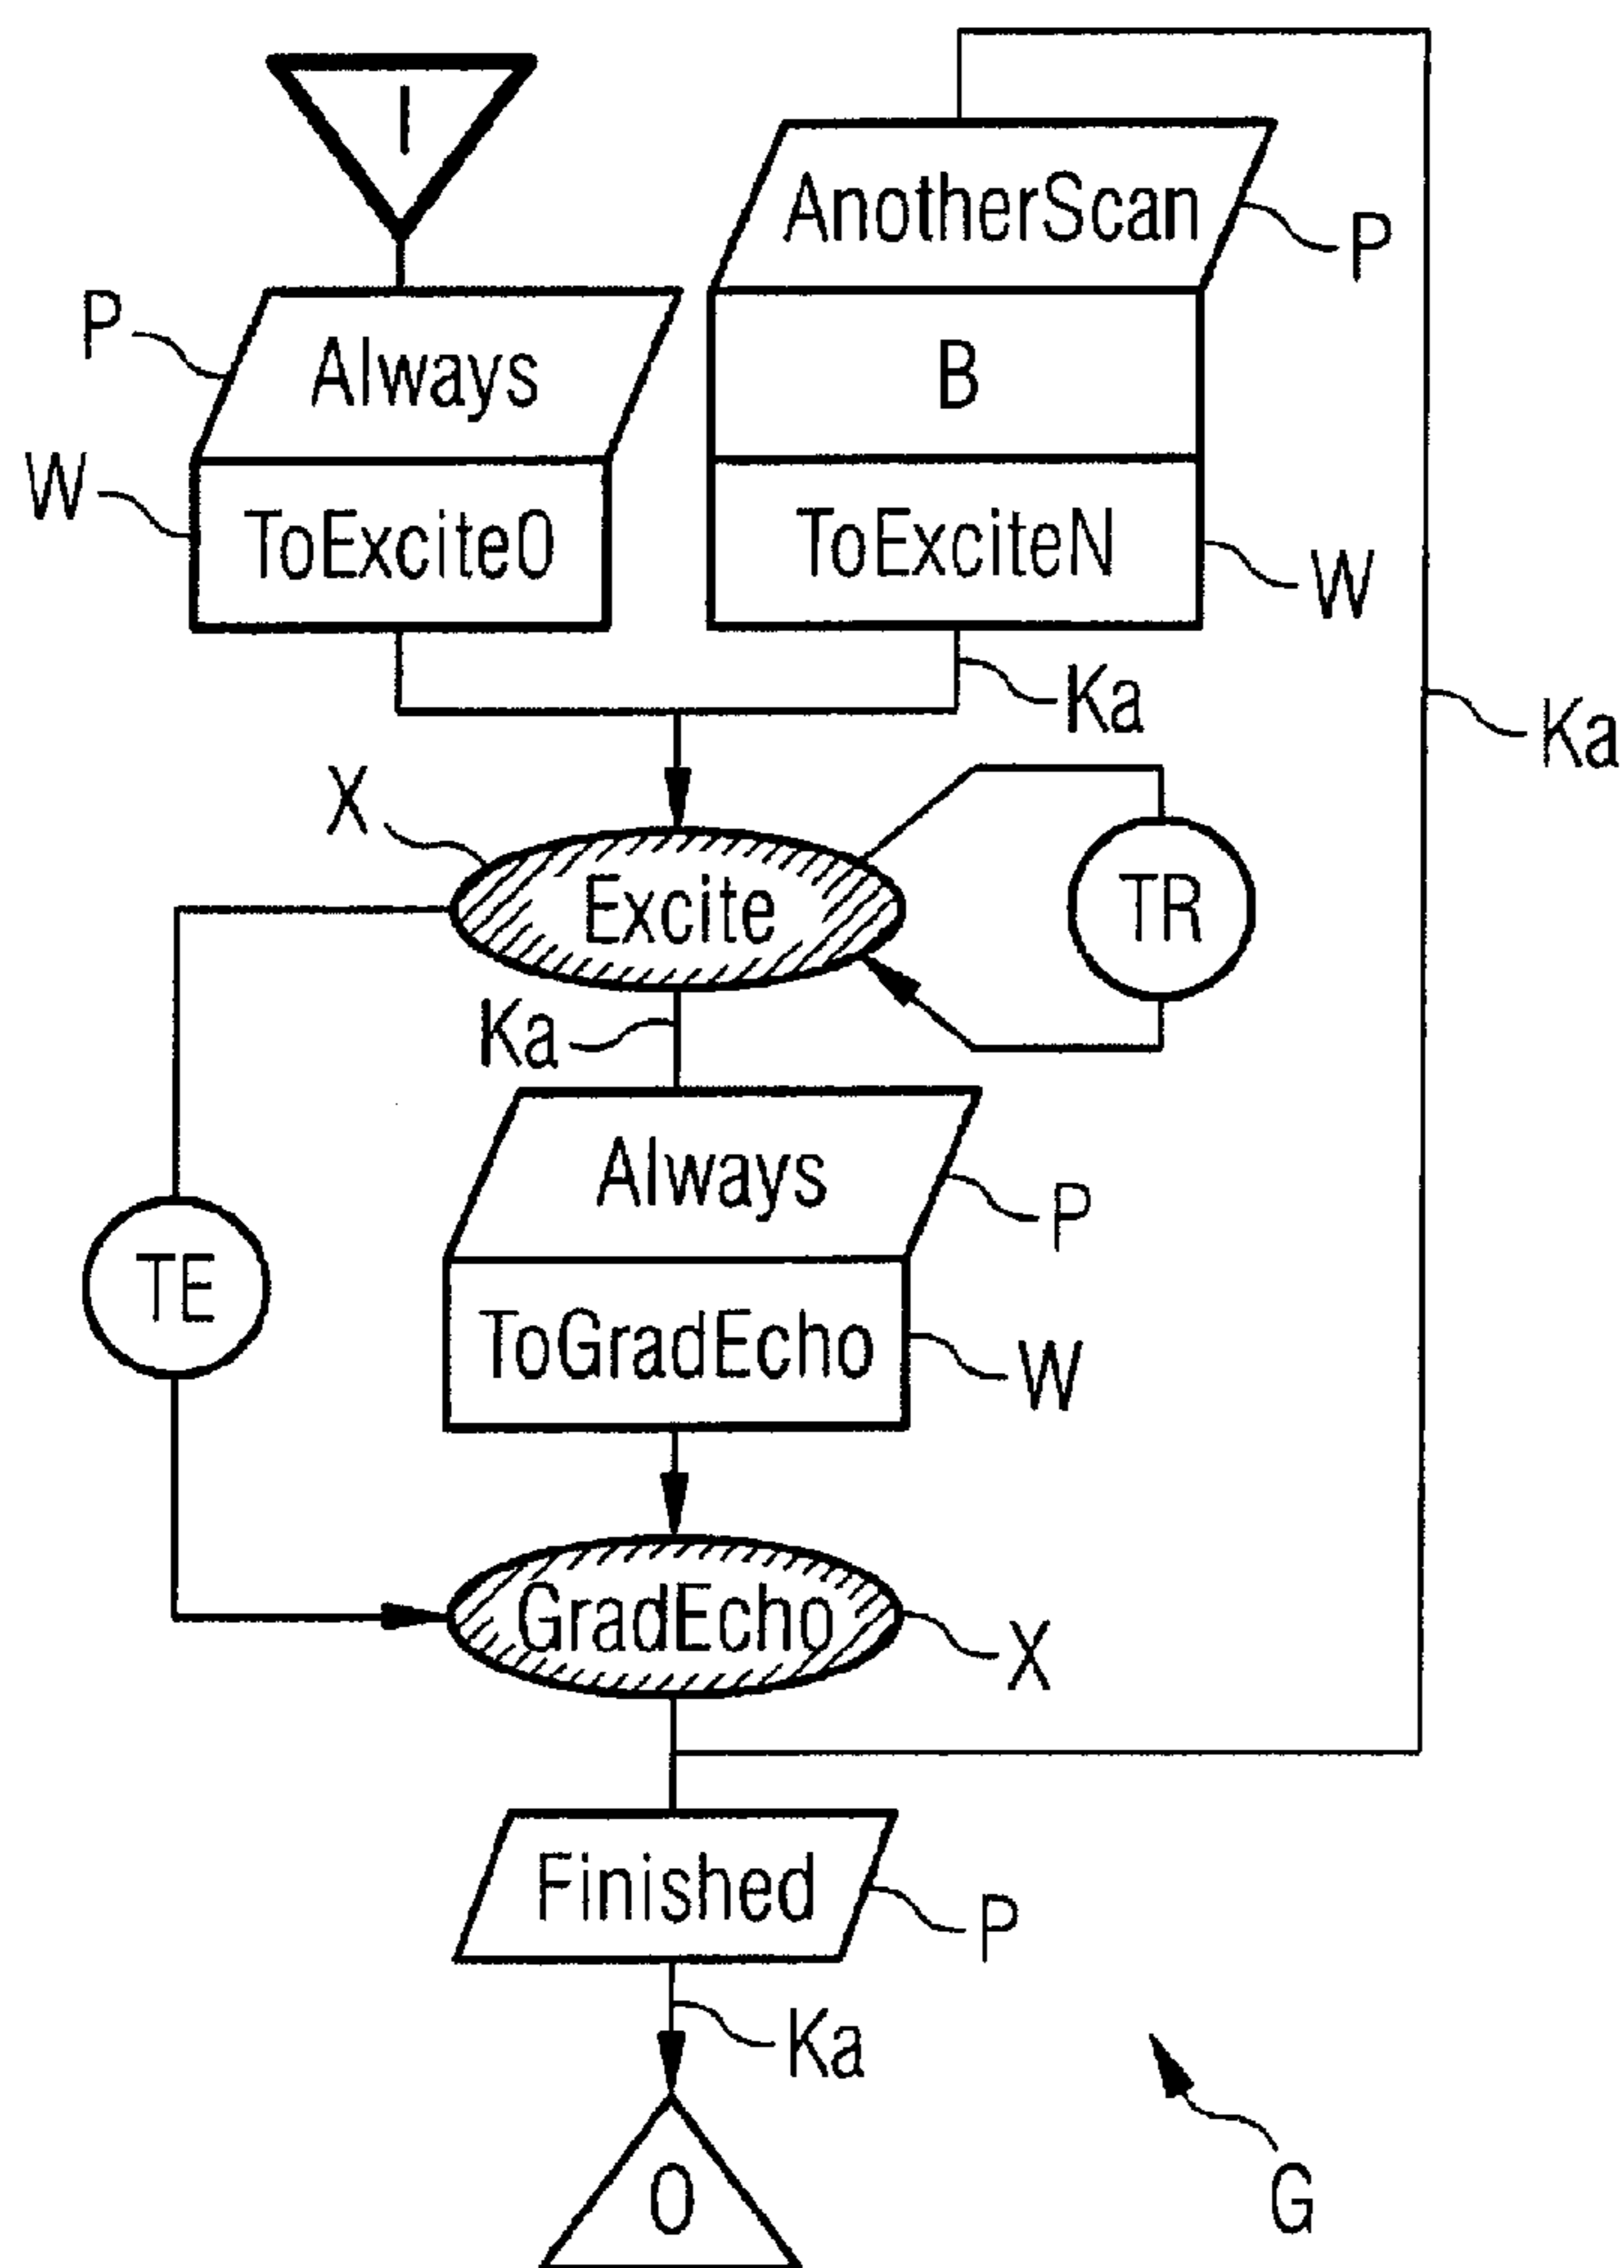 I
AnotherScan
P
P
Always
B
W
ToExcite0
ToExciteN
W
Ka
Ka
X
Excite
TR
Ka
Always
P
TE
ToGradEcho
W
GradEcho
X
Finished
P
Ka
O
G